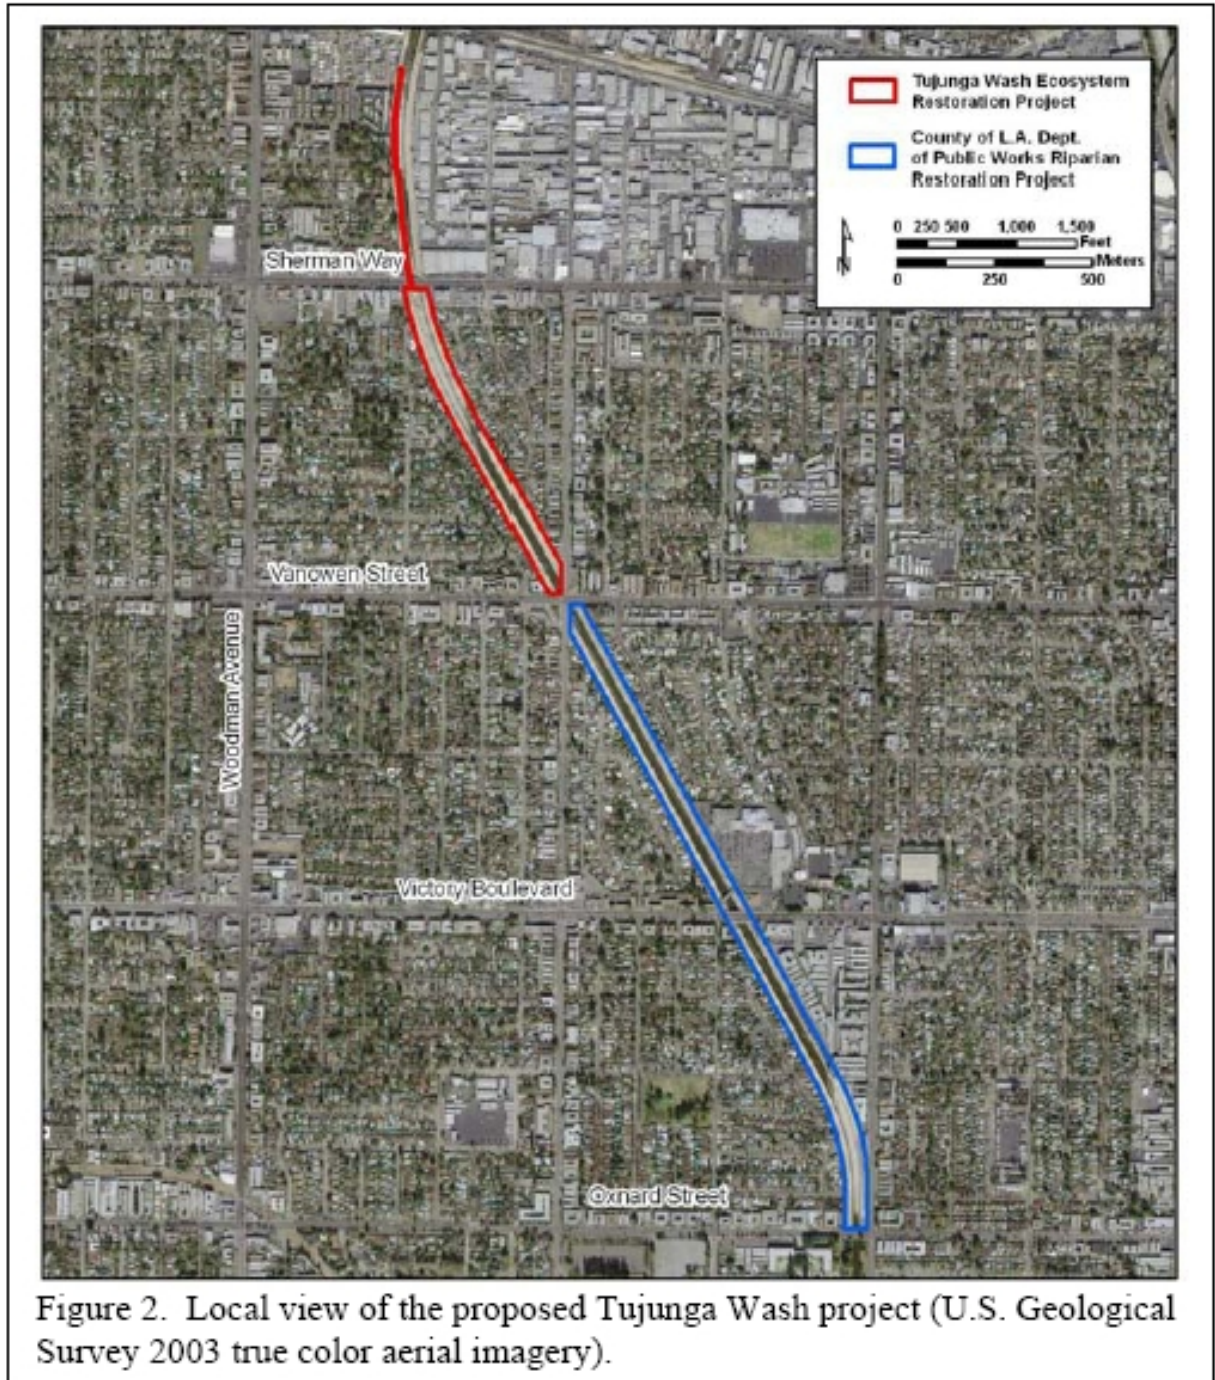 Tujunga Wash Ecosystem
Restoration Project
County of L.A. Dept.
of Public Works Riparian
Restoration Project
0 250 500 1,000 1,500
Feet
Meters
0 250 500
N
Sherman Way
Vanowen Street
Woodman Avenue
Victory Boulevard
Oxnard Street
Figure 2. Local view of the proposed Tujunga Wash project (U.S. Geological
Survey 2003 true color aerial imagery).